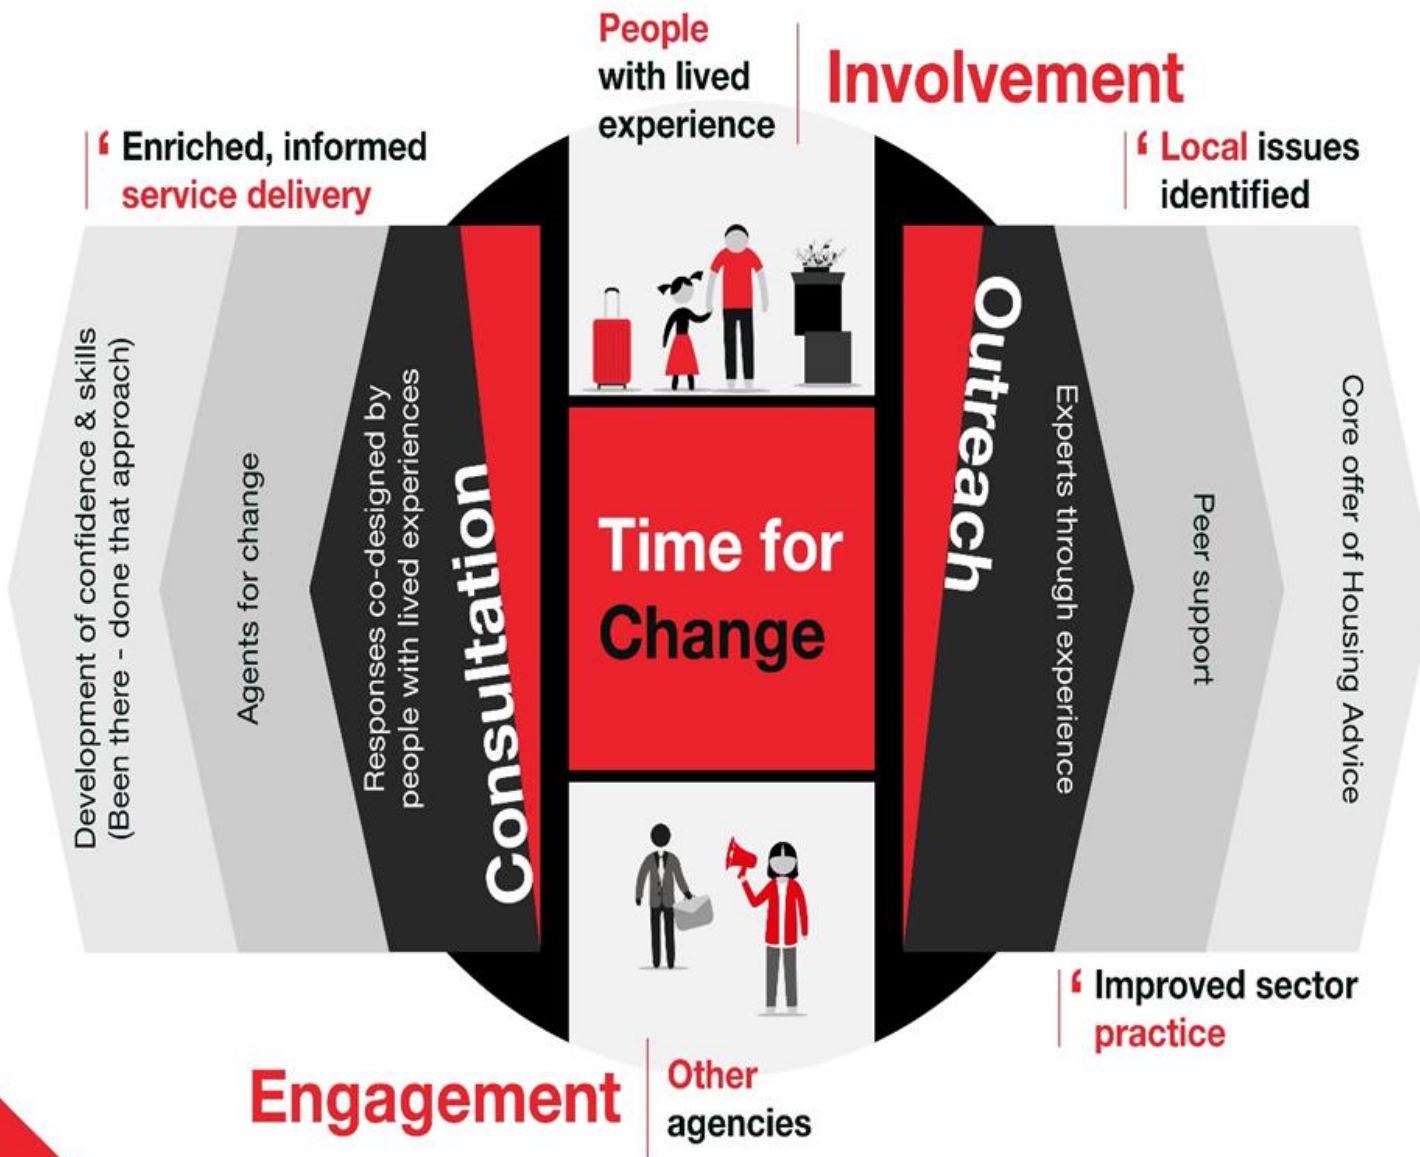 People
with lived
experience
Involvement
‘ Enriched, informed
service delivery
‘ Local issues
identified
Development of confidence & skills
(Been there - done that approach)
Agents for change
Responses co-designed by
people with lived experiences
Consultation
Time for
Change
Outreach
Experts through experience
Peer support
Core offer of Housing Advice
‘ Improved sector
practice
Engagement
Other
agencies